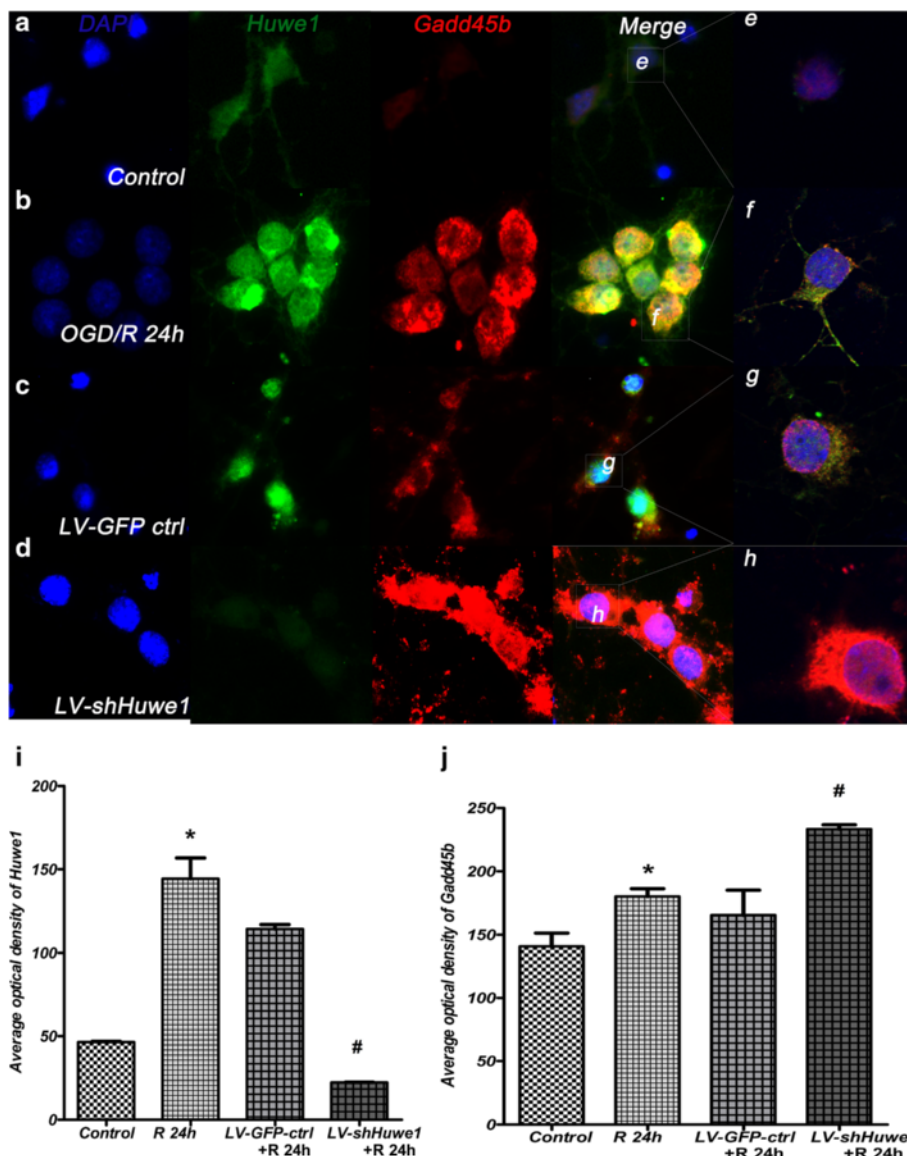 a DAPI Huwe1 Gadd45b Merge e
e
Control
b f
OGD/R 24h f
c g
g
LV-GFP ctrl
d h
h
LV-shHuwe1
i
Average optical density of Huwe1
200
150
100
50
0
*
#
Control R 24h LV-GFP-ctrl LV-shHuwe1
+R 24h +R 24h
j
Average optical density of Gadd45b
250
200
150
100
50
0
*
#
Control R 24h LV-GFP-ctrl LV-shHuwe
+R 24h +R 24h